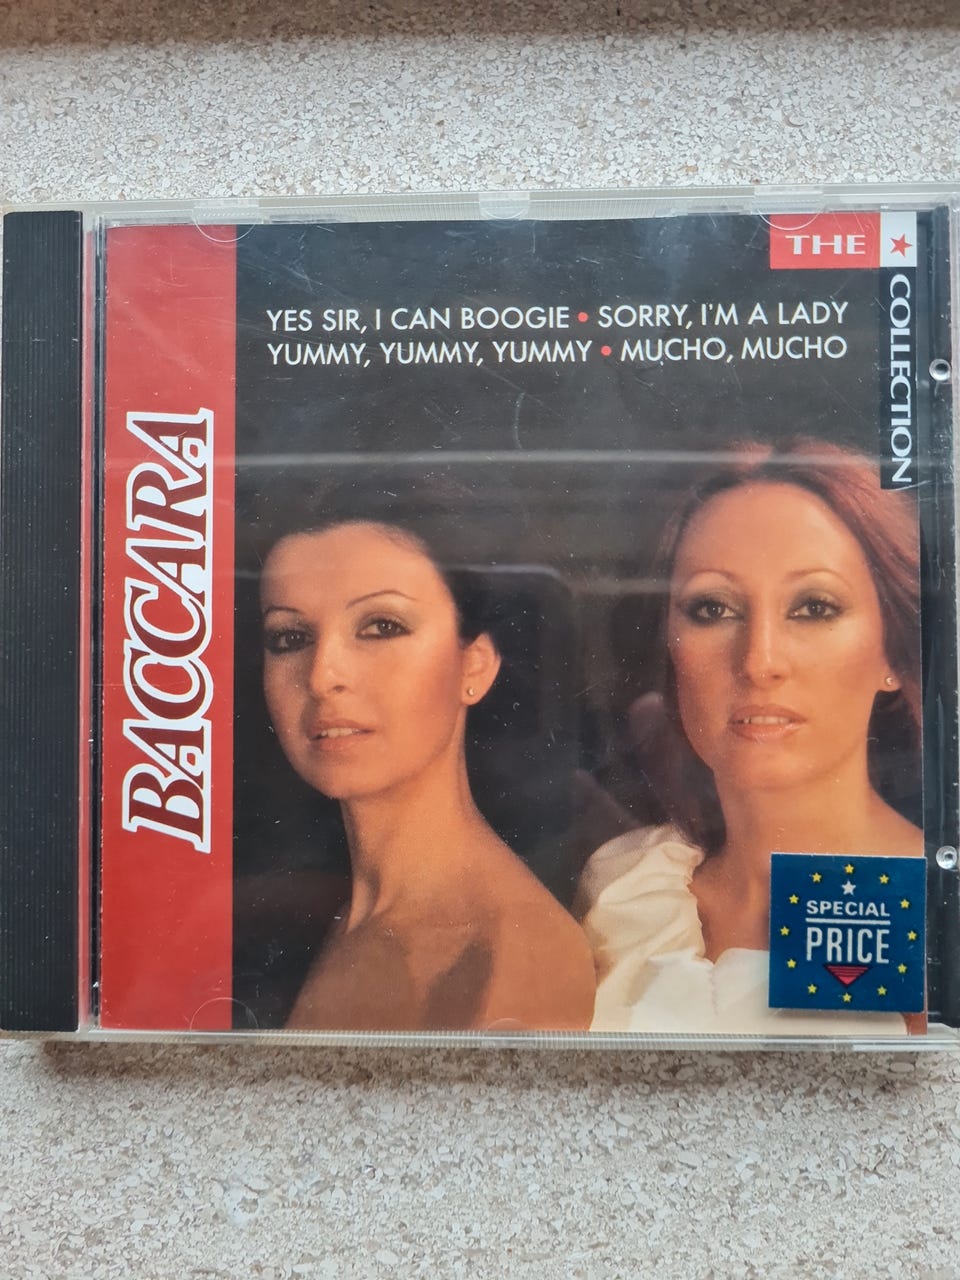 THE
COLLECTION
YES SIR, I CAN BOOGIE • SORRY, I'M A LADY
YUMMY, YUMMY, YUMMY • MUCHO, MUCHO
BACCARA
SPECIAL
PRICE